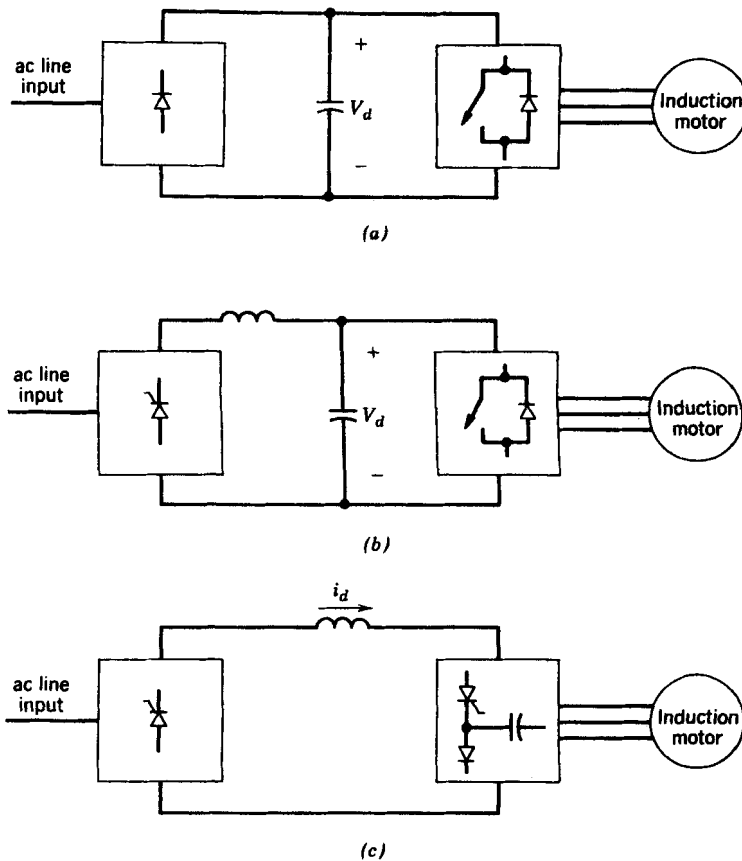 ac line
input
+
V_d
−
Induction
motor
(a)
ac line
input
+
V_d
−
Induction
motor
(b)
i_d
ac line
input
Induction
motor
(c)